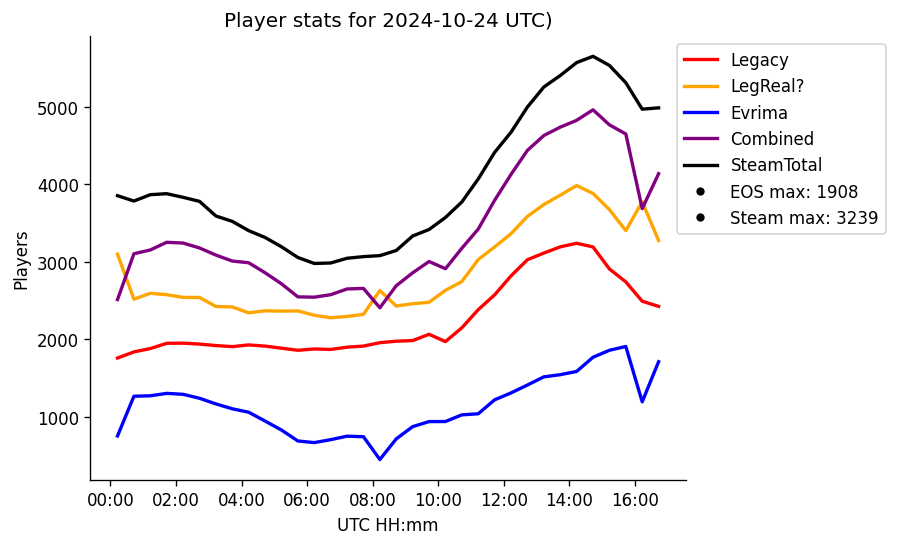 Player stats for 2024-10-24 UTC)
Legacy
LegReal?
Evrima
Combined
SteamTotal
EOS max: 1908
Steam max: 3239
Players
5000
4000
3000
2000
1000
00:00 02:00 04:00 06:00 08:00 10:00 12:00 14:00 16:00
UTC HH:mm